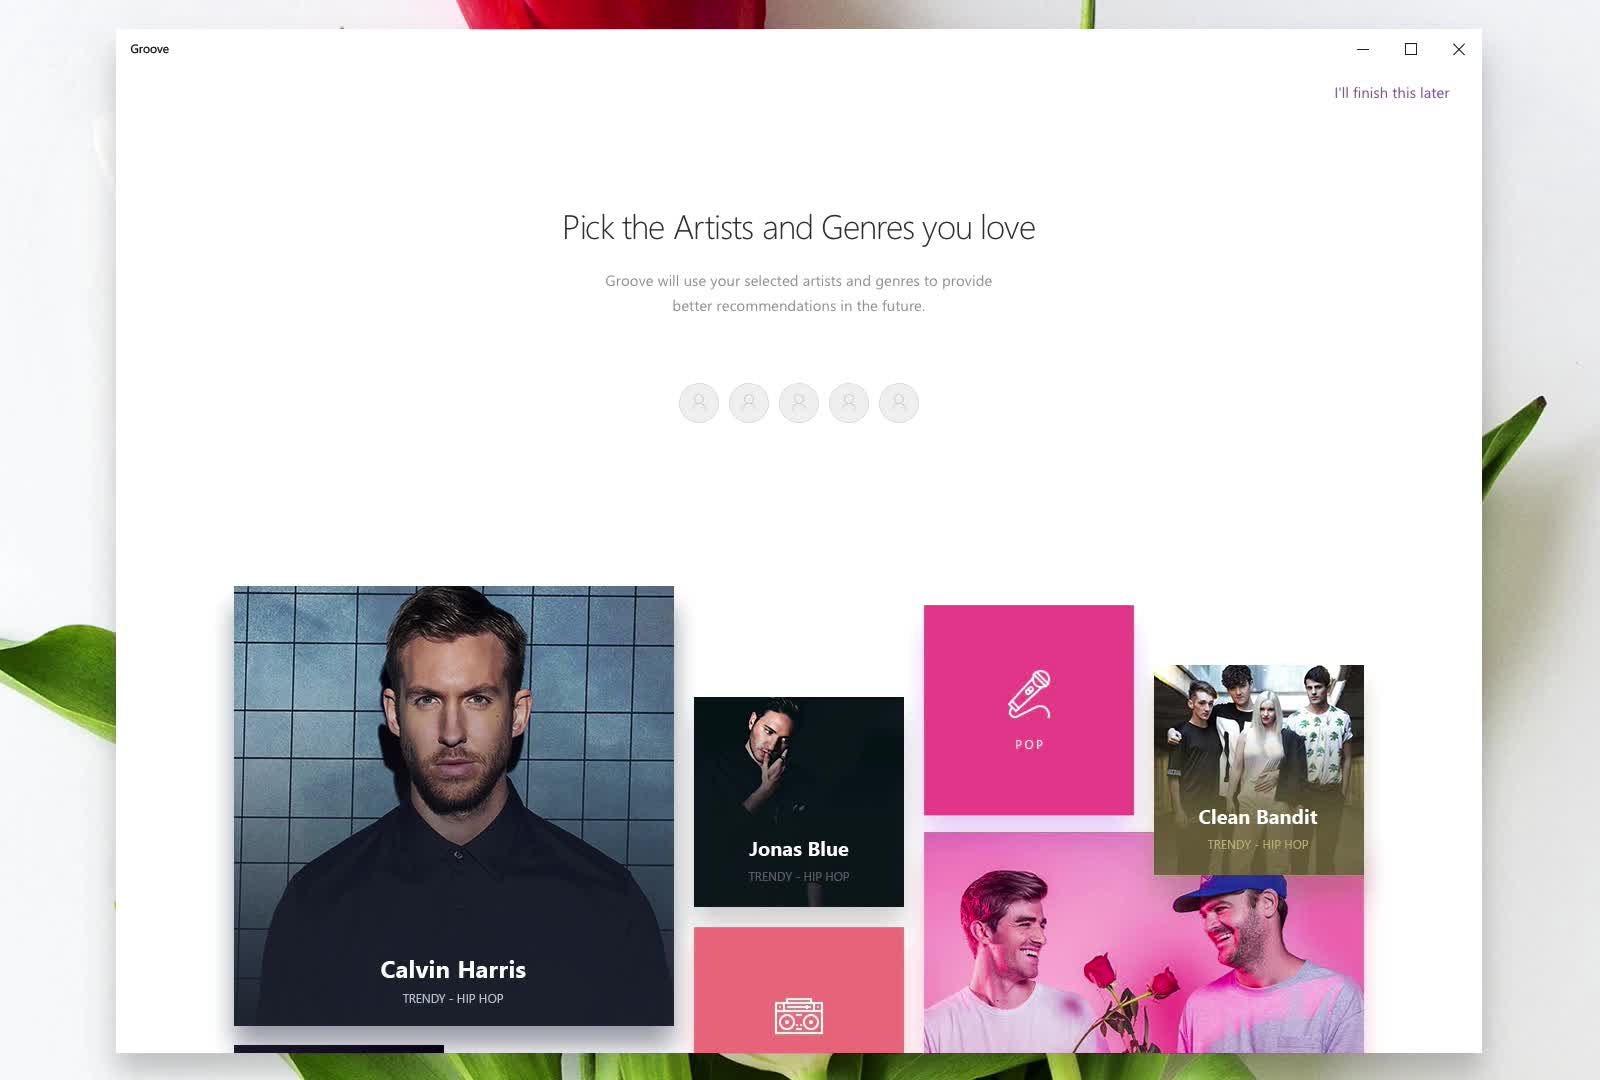 Groove
I'll finish this later
Pick the Artists and Genres you love
Groove will use your selected artists and genres to provide
better recommendations in the future.
POP
Clean Bandit
TRENDY - HIP HOP
Jonas Blue
TRENDY - HIP HOP
Calvin Harris
TRENDY - HIP HOP